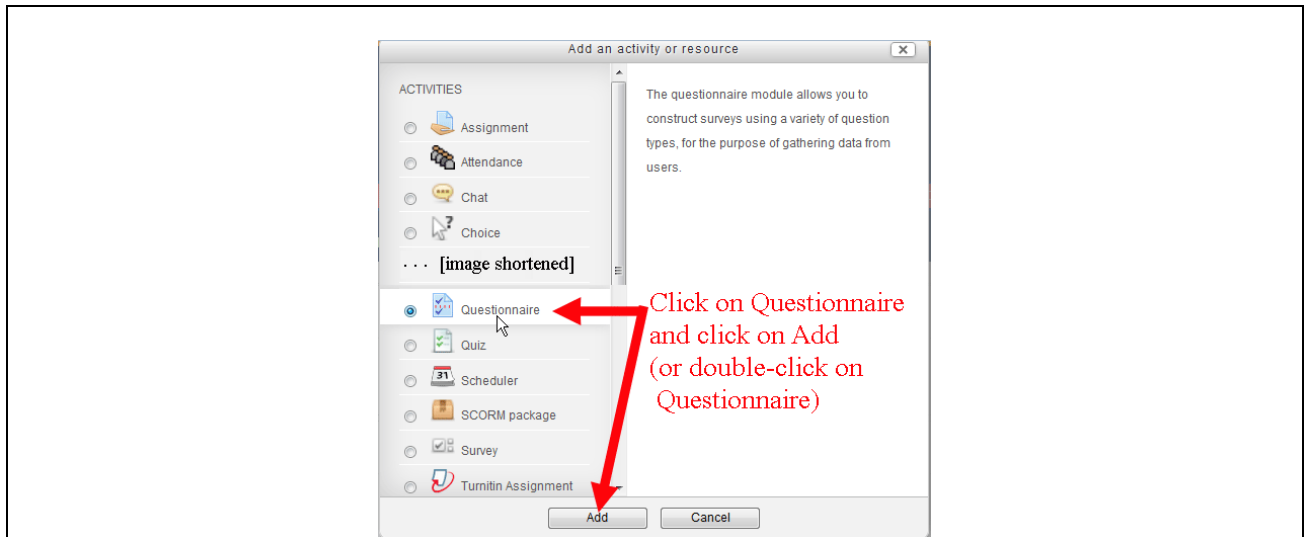 Add an activity or resource
ACTIVITIES
Assignment
Attendance
Chat
Choice
· · · [image shortened]
Questionnaire
Quiz
31
Scheduler
SCORM package
Survey
Turnitin Assignment
The questionnaire module allows you to
construct surveys using a variety of question
types, for the purpose of gathering data from
users.
Click on Questionnaire
and click on Add
(or double-click on
Questionnaire)
Add
Cancel